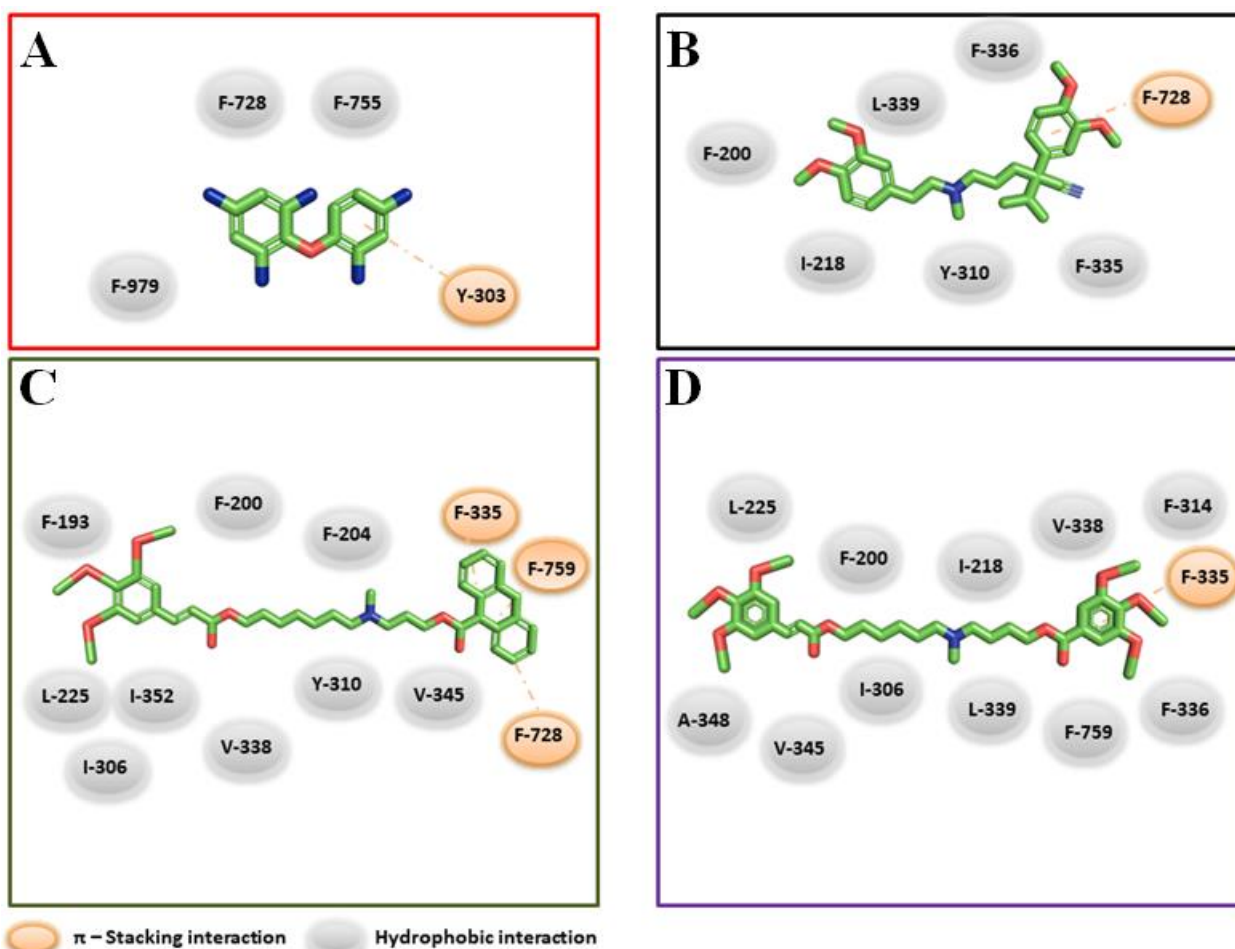 A
F-728
F-755
F-979
Y-303
B
F-336
F-728
L-339
F-200
I-218
Y-310
F-335
C
F-200
F-335
F-193
F-204
F-759
L-225
I-352
Y-310
V-345
F-728
V-338
I-306
D
L-225
F-314
V-338
F-200
I-218
F-335
I-306
A-348
L-339
F-336
V-345
F-759
π – Stacking interaction
Hydrophobic interaction